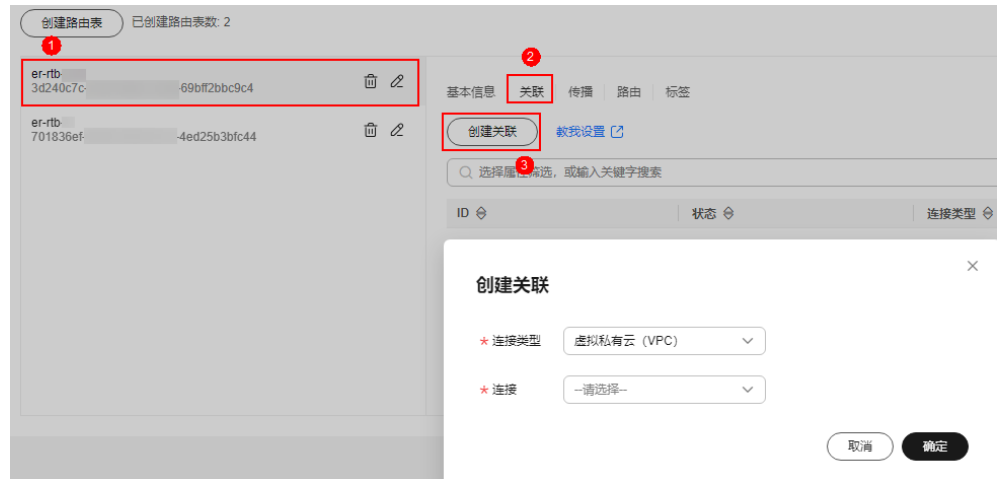 创建路由表 已创建路由表数: 2
1
er-rtb-
3d240c7c- -69bff2bbc9c4
er-rtb-
701836ef- -4ed25b3bfc44
2
基本信息 关联 传播 路由 标签
创建关联 教我设置
3
选择属性筛选，或输入关键字搜索
ID 状态 连接类型
创建关联
* 连接类型 虚拟私有云（VPC）
* 连接 --请选择--
取消 确定